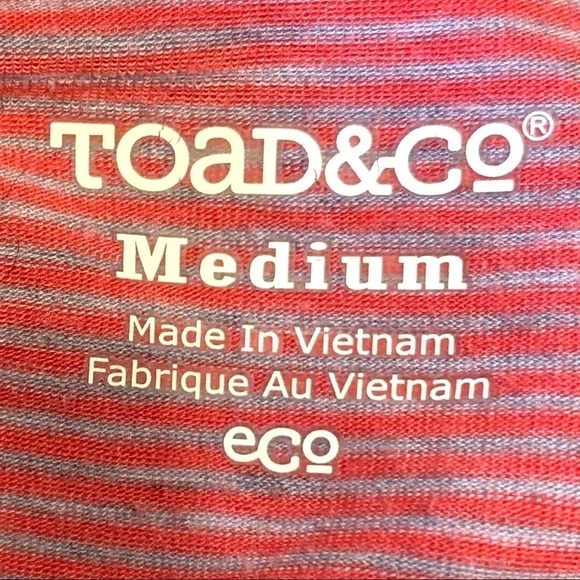 TOaD&Co®
Medium
Made In Vietnam
Fabrique Au Vietnam
eco